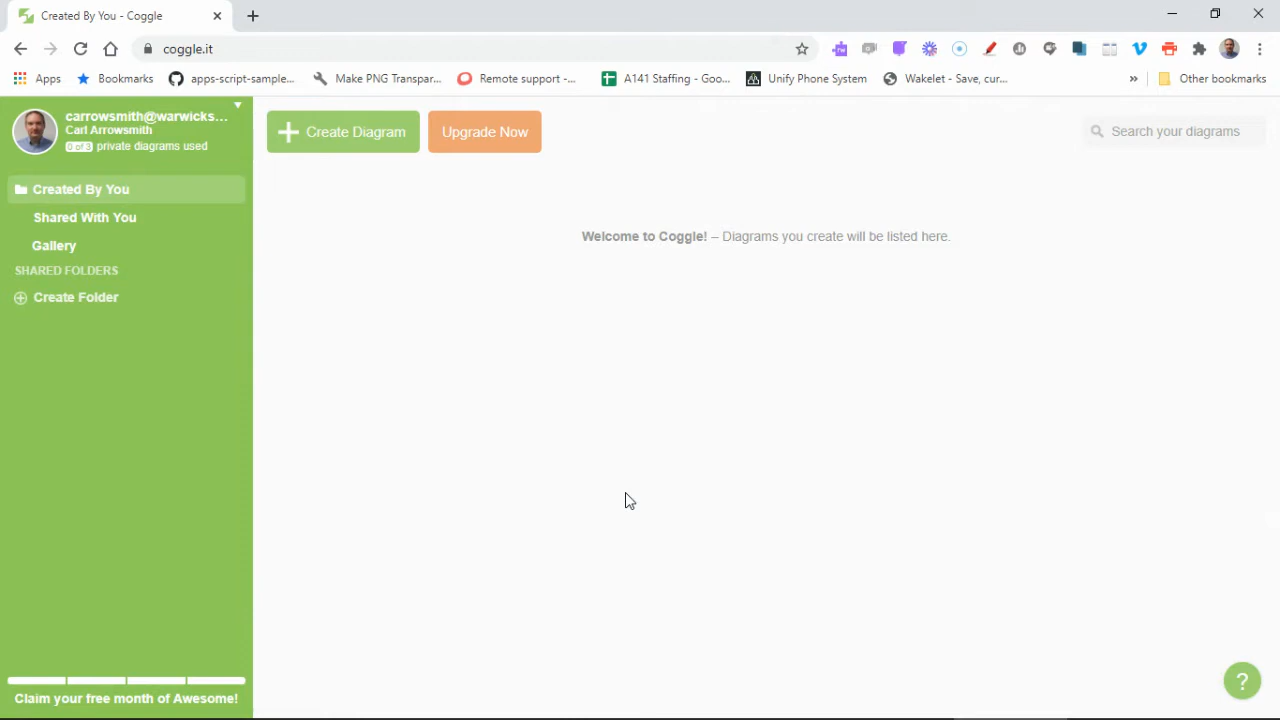 Created By You - Coggle
coggle.it
Apps
Bookmarks
apps-script-sample...
Make PNG Transpar...
Remote support -...
A141 Staffing - Goo...
Unify Phone System
Wakelet - Save, cur...
»
Other bookmarks
carrowsmith@warwicks...
Carl Arrowsmith
0 of 3 private diagrams used
Create Diagram
Upgrade Now
Search your diagrams
Created By You
Shared With You
Gallery
SHARED FOLDERS
Create Folder
Welcome to Coggle! – Diagrams you create will be listed here.
Claim your free month of Awesome!
?